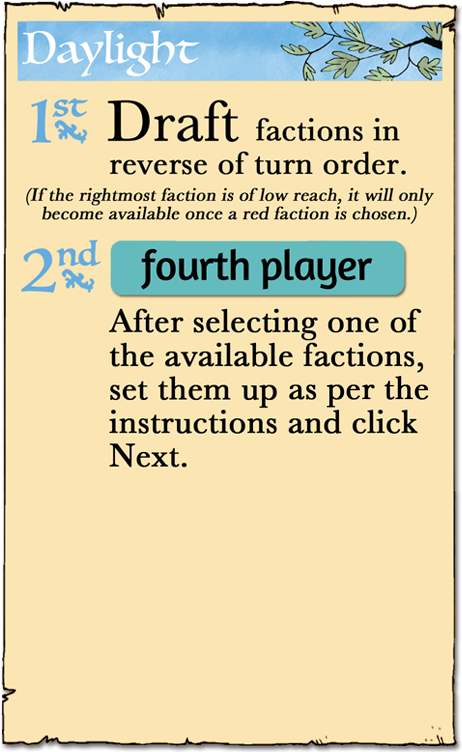 Daylight
1st Draft factions in
reverse of turn order.
(If the rightmost faction is of low reach, it will only
become available once a red faction is chosen.)
2nd fourth player
After selecting one of
the available factions,
set them up as per the
instructions and click
Next.